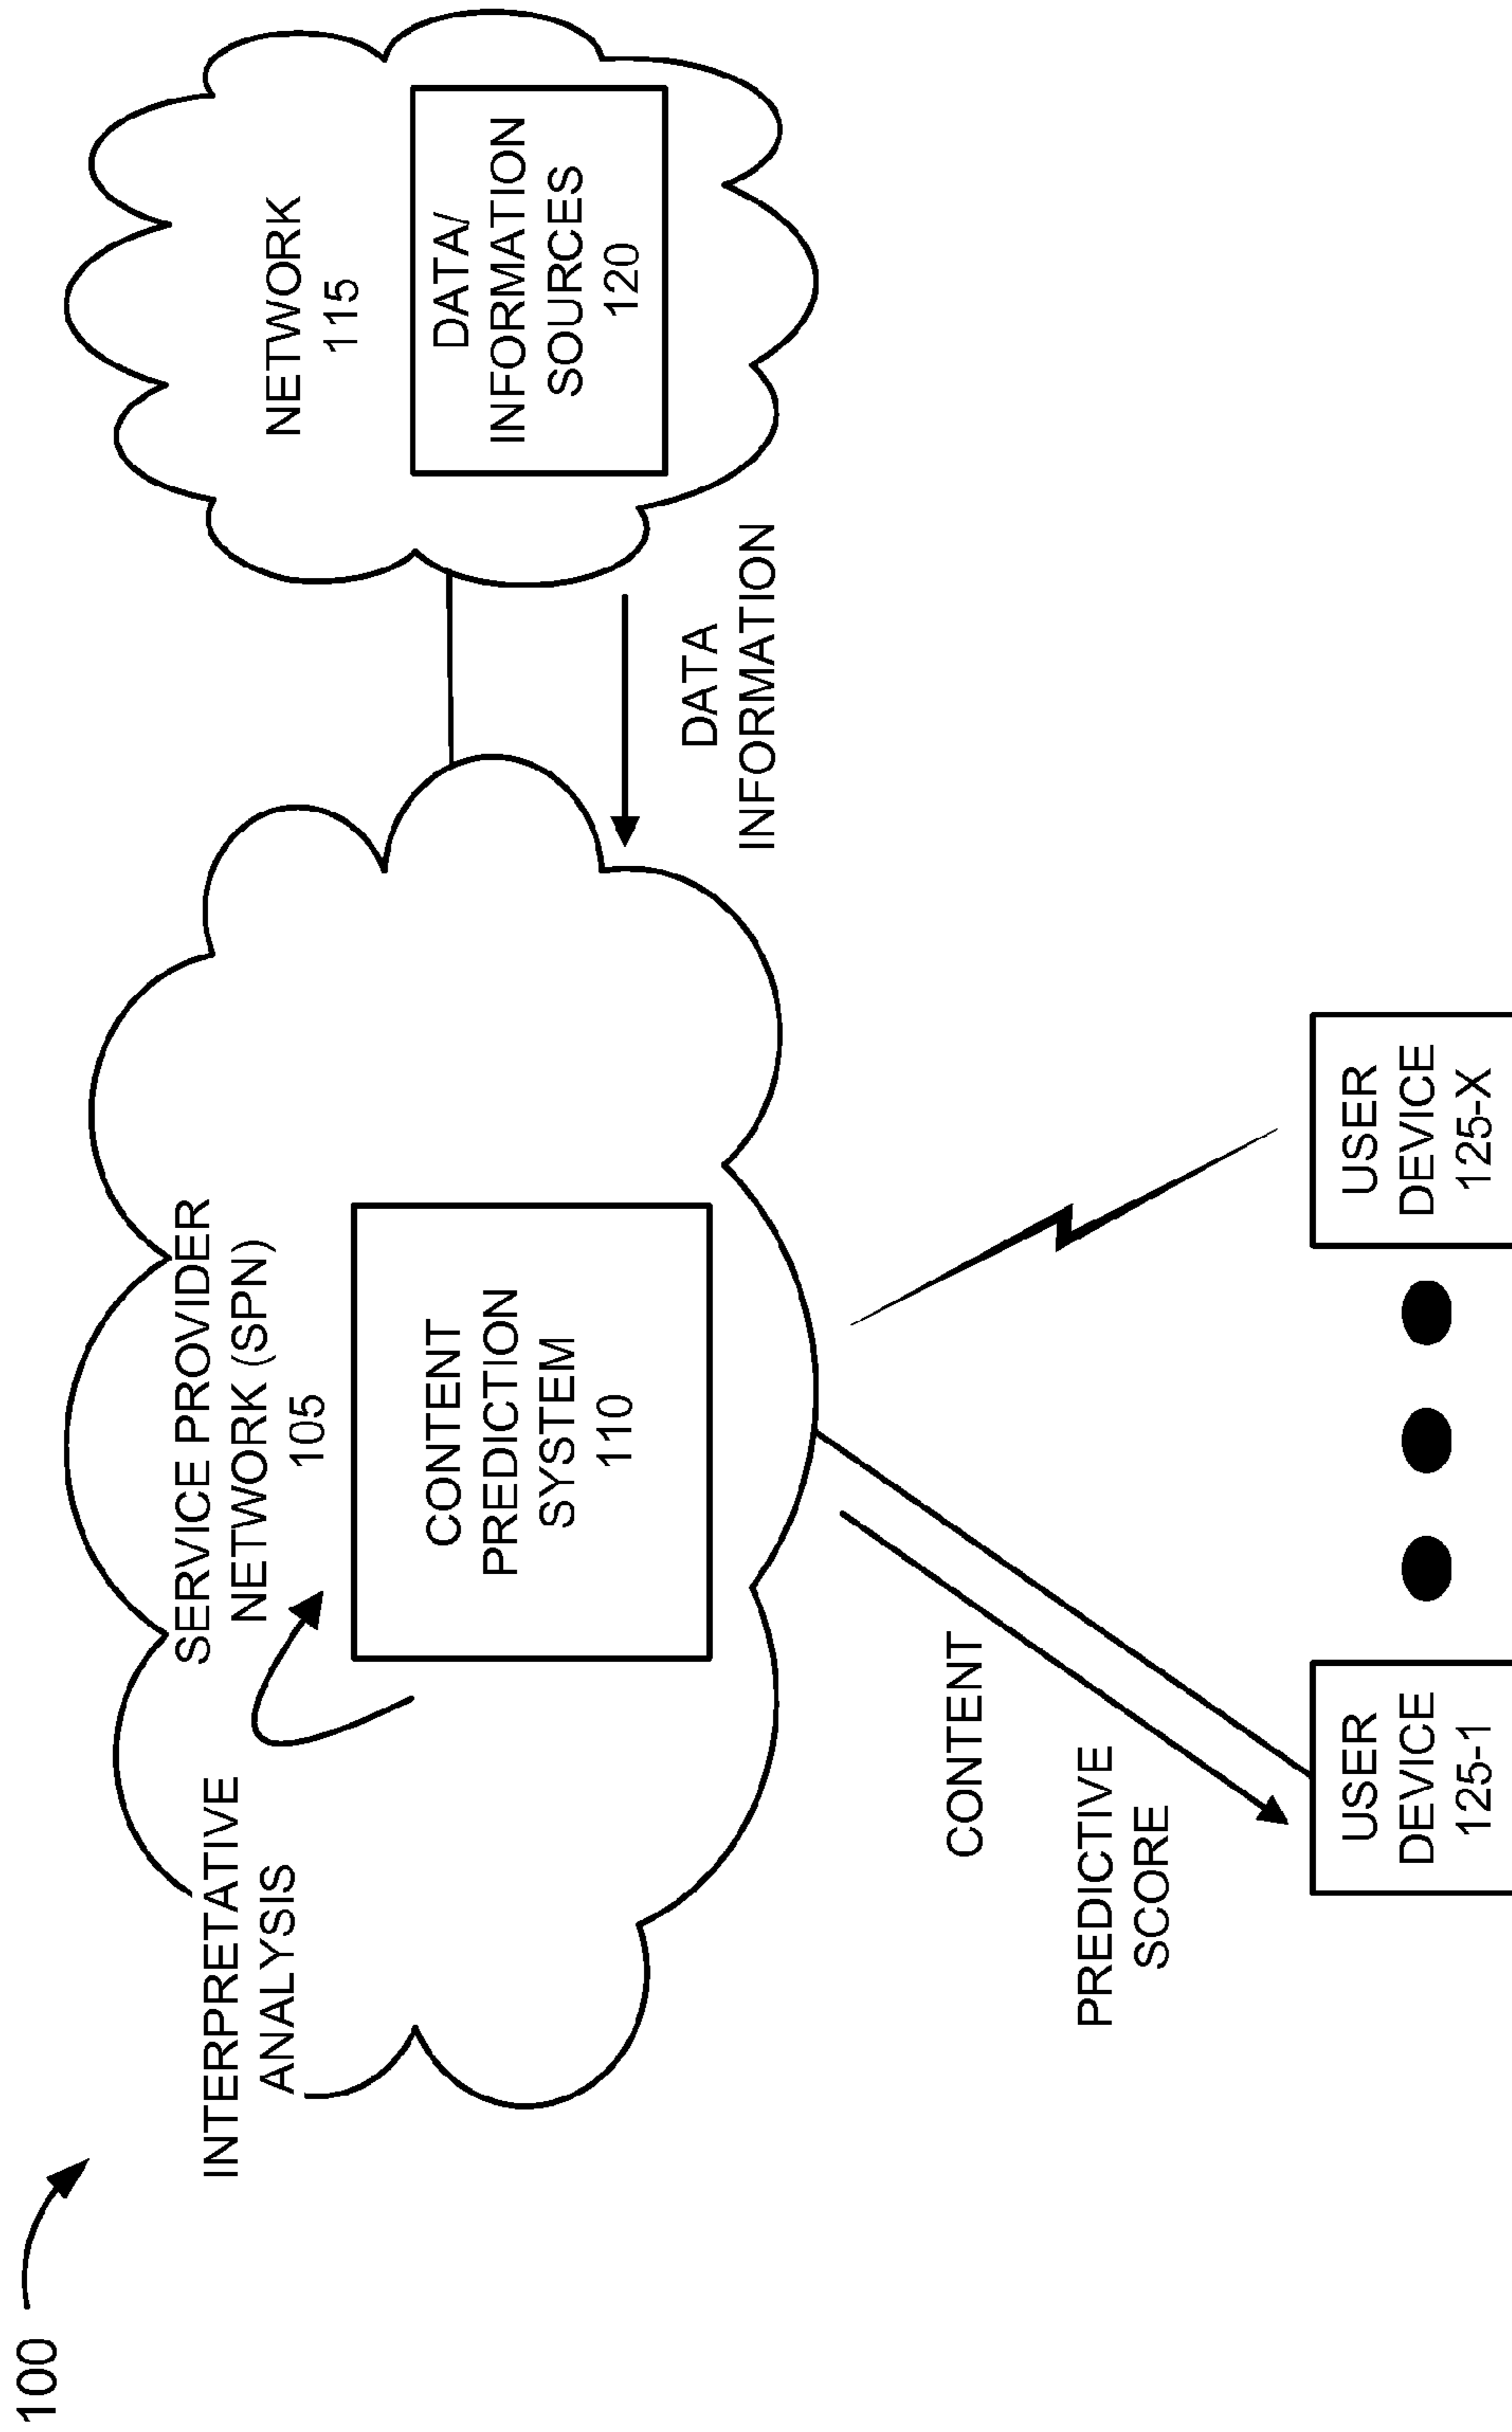 100
INTERPRETATIVE
ANALYSIS
SERVICE PROVIDER
NETWORK (SPN)
105
CONTENT
PREDICTION
SYSTEM
110
NETWORK
115
DATA/
INFORMATION
SOURCES
120
DATA
INFORMATION
CONTENT
PREDICTIVE
SCORE
USER
DEVICE
125-1
USER
DEVICE
125-X